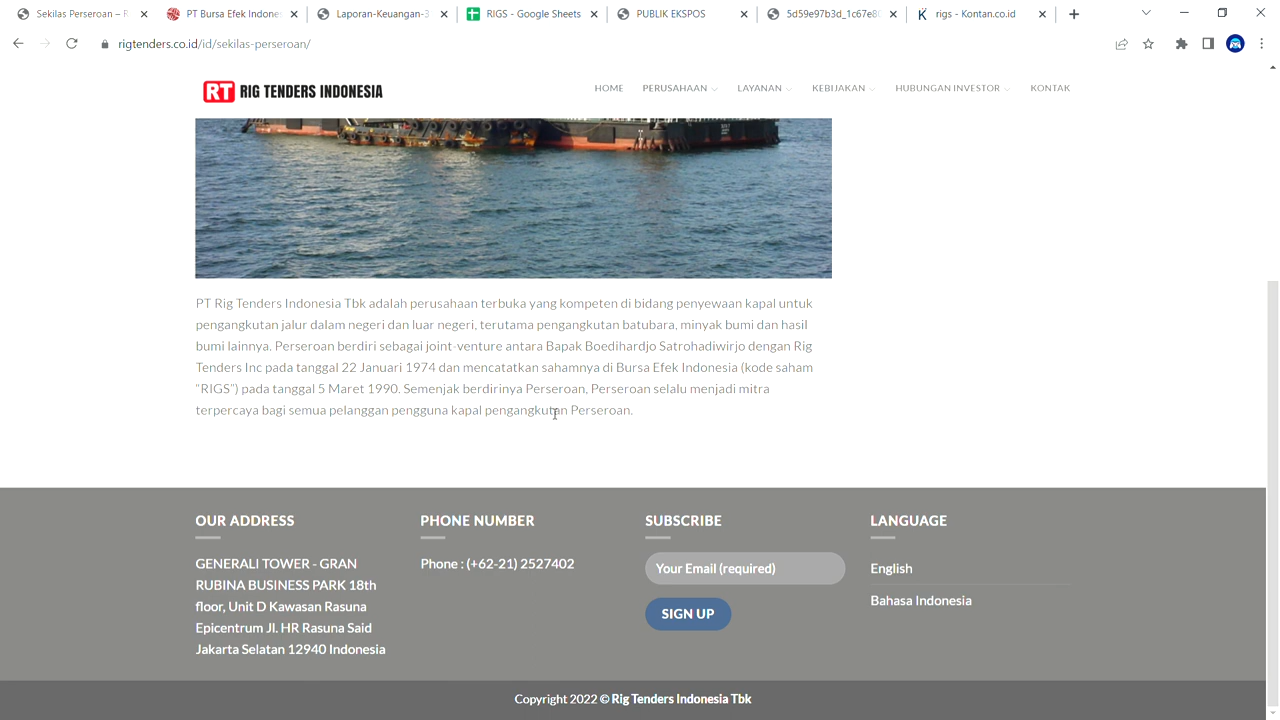 Sekilas Perseroan – R
PT Bursa Efek Indones
Laporan-Keuangan-3
RIGS - Google Sheets
PUBLIK EKSPOS
5d59e97b3d_1c67e80
rigs - Kontan.co.id
rigtenders.co.id/id/sekilas-perseroan/
RT RIG TENDERS INDONESIA
HOME
PERUSAHAAN
LAYANAN
KEBIJAKAN
HUBUNGAN INVESTOR
KONTAK
PT Rig Tenders Indonesia Tbk adalah perusahaan terbuka yang kompeten di bidang penyewaan kapal untuk
pengangkutan jalur dalam negeri dan luar negeri, terutama pengangkutan batubara, minyak bumi dan hasil
bumi lainnya. Perseroan berdiri sebagai joint-venture antara Bapak Boedihardjo Satrohadiwirjo dengan Rig
Tenders Inc pada tanggal 22 Januari 1974 dan mencatatkan sahamnya di Bursa Efek Indonesia (kode saham
"RIGS") pada tanggal 5 Maret 1990. Semenjak berdirinya Perseroan, Perseroan selalu menjadi mitra
terpercaya bagi semua pelanggan pengguna kapal pengangkutan Perseroan.
OUR ADDRESS
GENERALI TOWER - GRAN
RUBINA BUSINESS PARK 18th
floor, Unit D Kawasan Rasuna
Epicentrum Jl. HR Rasuna Said
Jakarta Selatan 12940 Indonesia
PHONE NUMBER
Phone : (+62-21) 2527402
SUBSCRIBE
Your Email (required)
SIGN UP
LANGUAGE
English
Bahasa Indonesia
Copyright 2022 © Rig Tenders Indonesia Tbk